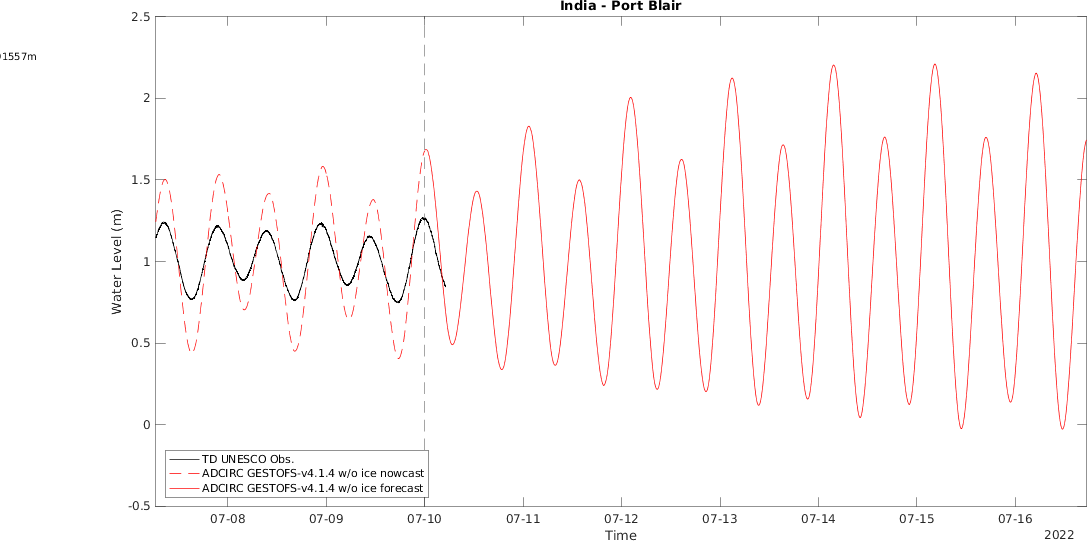 India - Port Blair
01557m
2.5
2
1.5
1
0.5
0
-0.5
Water Level (m)
TD UNESCO Obs.
ADCIRC GESTOFS-v4.1.4 w/o ice nowcast
ADCIRC GESTOFS-v4.1.4 w/o ice forecast
07-08 07-09 07-10 07-11 07-12 07-13 07-14 07-15 07-16
Time
2022